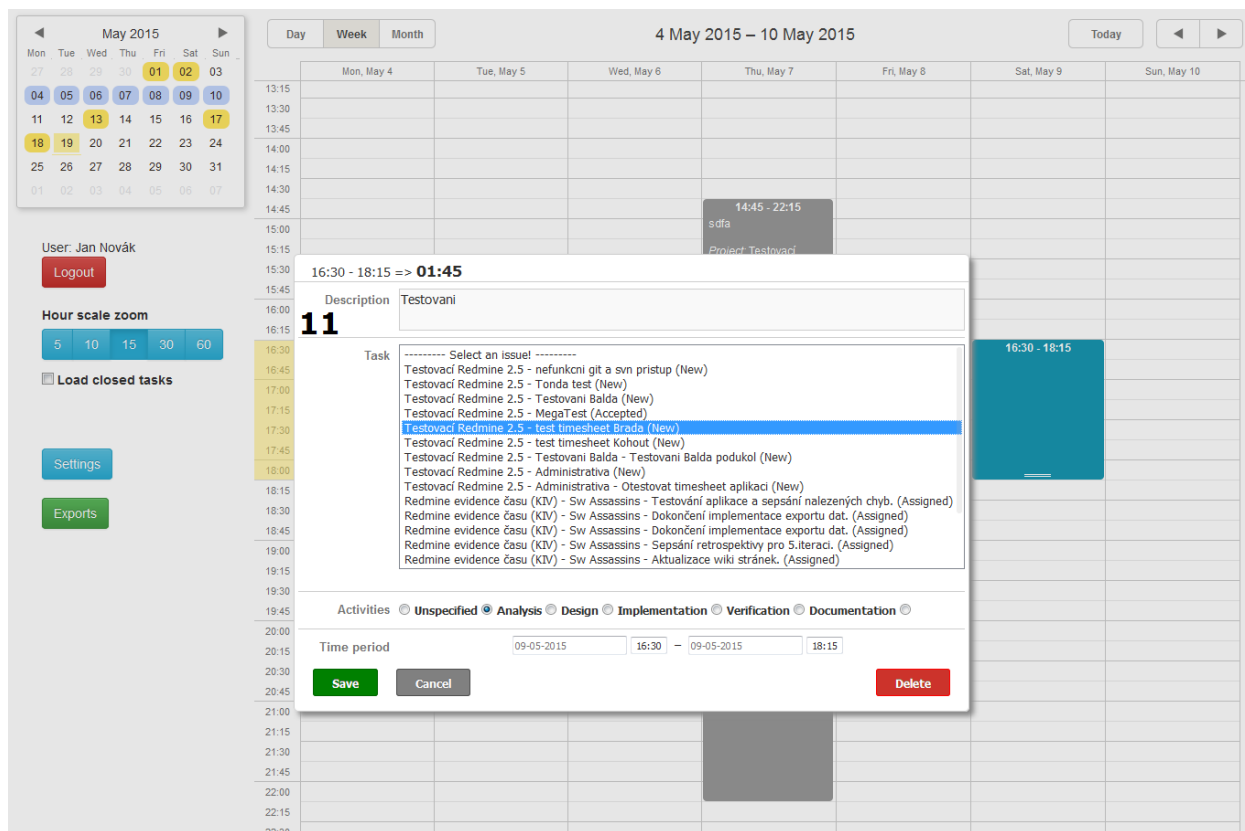 ◀ May 2015 ▶
Mon Tue Wed Thu Fri Sat Sun
27 28 29 30 01 02 03
04 05 06 07 08 09 10
11 12 13 14 15 16 17
18 19 20 21 22 23 24
25 26 27 28 29 30 31
01 02 03 04 05 06 07
User: Jan Novák
Logout
Hour scale zoom
5 10 15 30 60
Load closed tasks
Settings
Exports
Day Week Month
4 May 2015 – 10 May 2015
Today ◀ ▶
Mon, May 4 Tue, May 5 Wed, May 6 Thu, May 7 Fri, May 8 Sat, May 9 Sun, May 10
13:15
13:30
13:45
14:00
14:15
14:30
14:45
15:00
15:15
15:30
15:45
16:00
16:15
16:30
16:45
17:00
17:15
17:30
17:45
18:00
18:15
18:30
18:45
19:00
19:15
19:30
19:45
20:00
20:15
20:30
20:45
21:00
21:15
21:30
21:45
22:00
22:15
14:45 - 22:15
sdfa
Project: Testovací
16:30 - 18:15
16:30 - 18:15 => 01:45
Description Testovani
11
Task --------- Select an issue! ---------
Testovací Redmine 2.5 - nefunkcni git a svn pristup (New)
Testovací Redmine 2.5 - Tonda test (New)
Testovací Redmine 2.5 - Testovani Balda (New)
Testovací Redmine 2.5 - MegaTest (Accepted)
Testovací Redmine 2.5 - test timesheet Brada (New)
Testovací Redmine 2.5 - test timesheet Kohout (New)
Testovací Redmine 2.5 - Testovani Balda - Testovani Balda podukol (New)
Testovací Redmine 2.5 - Administrativa (New)
Testovací Redmine 2.5 - Administrativa - Otestovat timesheet aplikaci (New)
Redmine evidence času (KIV) - Sw Assassins - Testování aplikace a sepsání nalezených chyb. (Assigned)
Redmine evidence času (KIV) - Sw Assassins - Dokončení implementace exportu dat. (Assigned)
Redmine evidence času (KIV) - Sw Assassins - Dokončení implementace exportu dat. (Assigned)
Redmine evidence času (KIV) - Sw Assassins - Sepsání retrospektivy pro 5.iteraci. (Assigned)
Redmine evidence času (KIV) - Sw Assassins - Aktualizace wiki stránek. (Assigned)
Activities Unspecified Analysis Design Implementation Verification Documentation
Time period 09-05-2015 16:30 – 09-05-2015 18:15
Save Cancel Delete